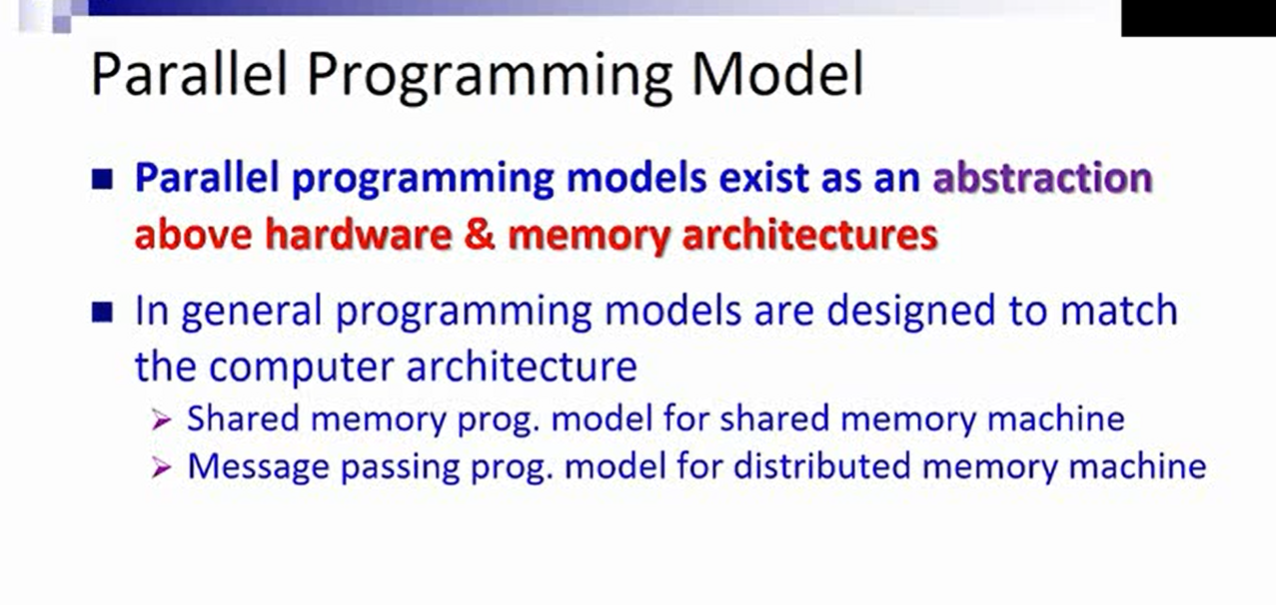 Parallel Programming Model
■ Parallel programming models exist as an abstraction
above hardware & memory architectures
■ In general programming models are designed to match
the computer architecture
➢ Shared memory prog. model for shared memory machine
➢ Message passing prog. model for distributed memory machine